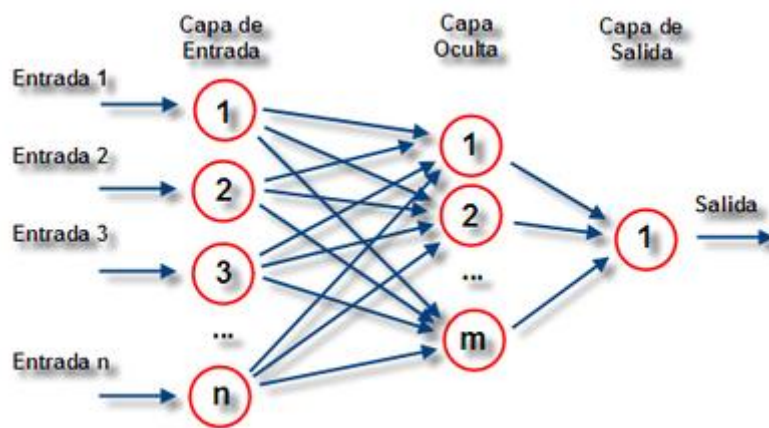 Capa de
Entrada
Capa
Oculta
Capa de
Salida
Entrada 1
1
Entrada 2
2
Entrada 3
3
...
Entrada n
n
1
2
...
m
1
Salida